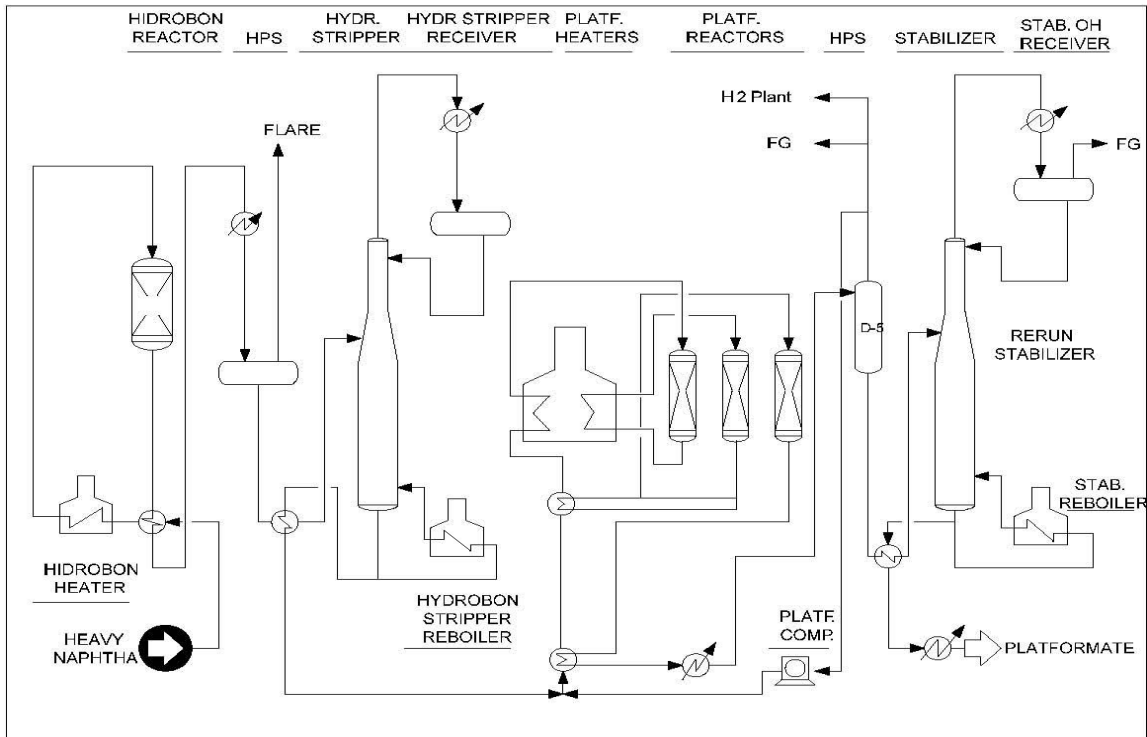 HIDROBON
REACTOR
HPS
HYDR.
STRIPPER
HYDR STRIPPER
RECEIVER
PLATF.
HEATERS
PLATF.
REACTORS
HPS
STABILIZER
STAB. OH
RECEIVER
H2 Plant
FLARE
FG
FG
D-5
RERUN
STABILIZER
STAB.
REBOILER
HIDROBON
HEATER
HYDROBON
STRIPPER
REBOILER
HEAVY
NAPHTHA
PLATF.
COMP.
PLATFORMATE